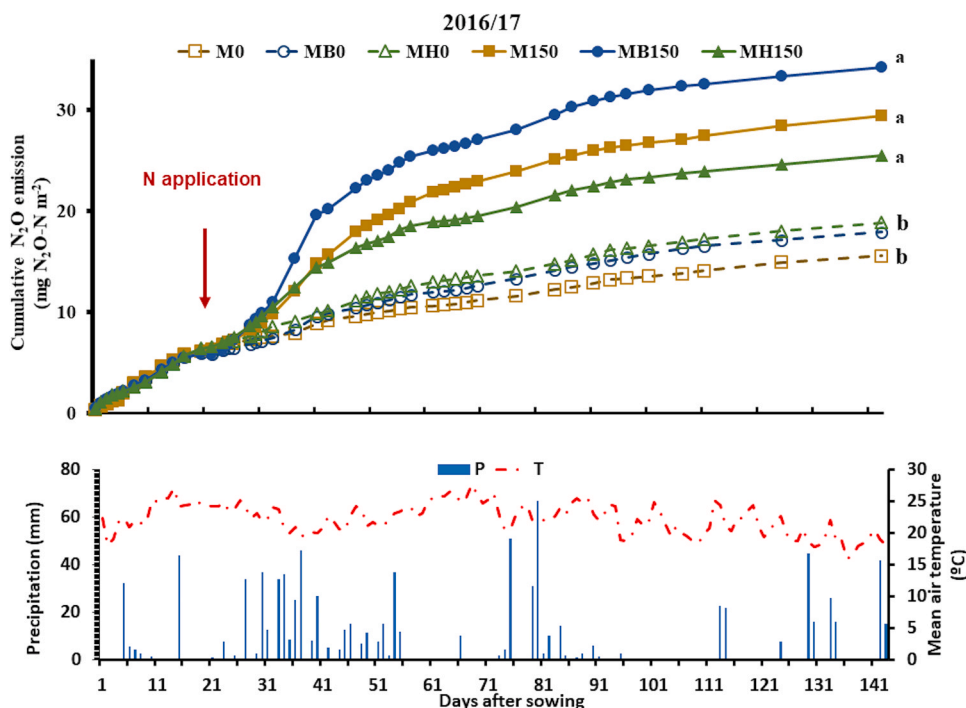 2016/17
M0 MB0 MH0 M150 MB150 MH150
Cumulative N₂O emission
(mg N₂O-N m⁻²)
30
20
10
0
N application
a
a
a
b
b
P T
Precipitation (mm)
80
60
40
20
0
30
25
20
15
10
5
0
Mean air temperature
(ºC)
1 11 21 31 41 51 61 71 81 91 101 111 121 131 141
Days after sowing